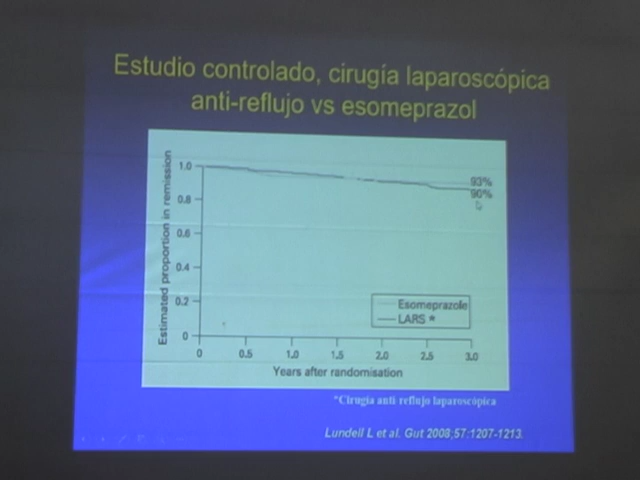 Estudio controlado, cirugía laparoscópica
anti-reflujo vs esomeprazol
Estimated proportion in remission
1.0
0.8
0.6
0.4
0.2
0
93%
90%
Esomeprazole
LARS *
0
0.5
1.0
1.5
2.0
2.5
3.0
Years after randomisation
*Cirugía anti reflujo laparoscópica
Lundell L et al. Gut 2008;57:1207-1213.